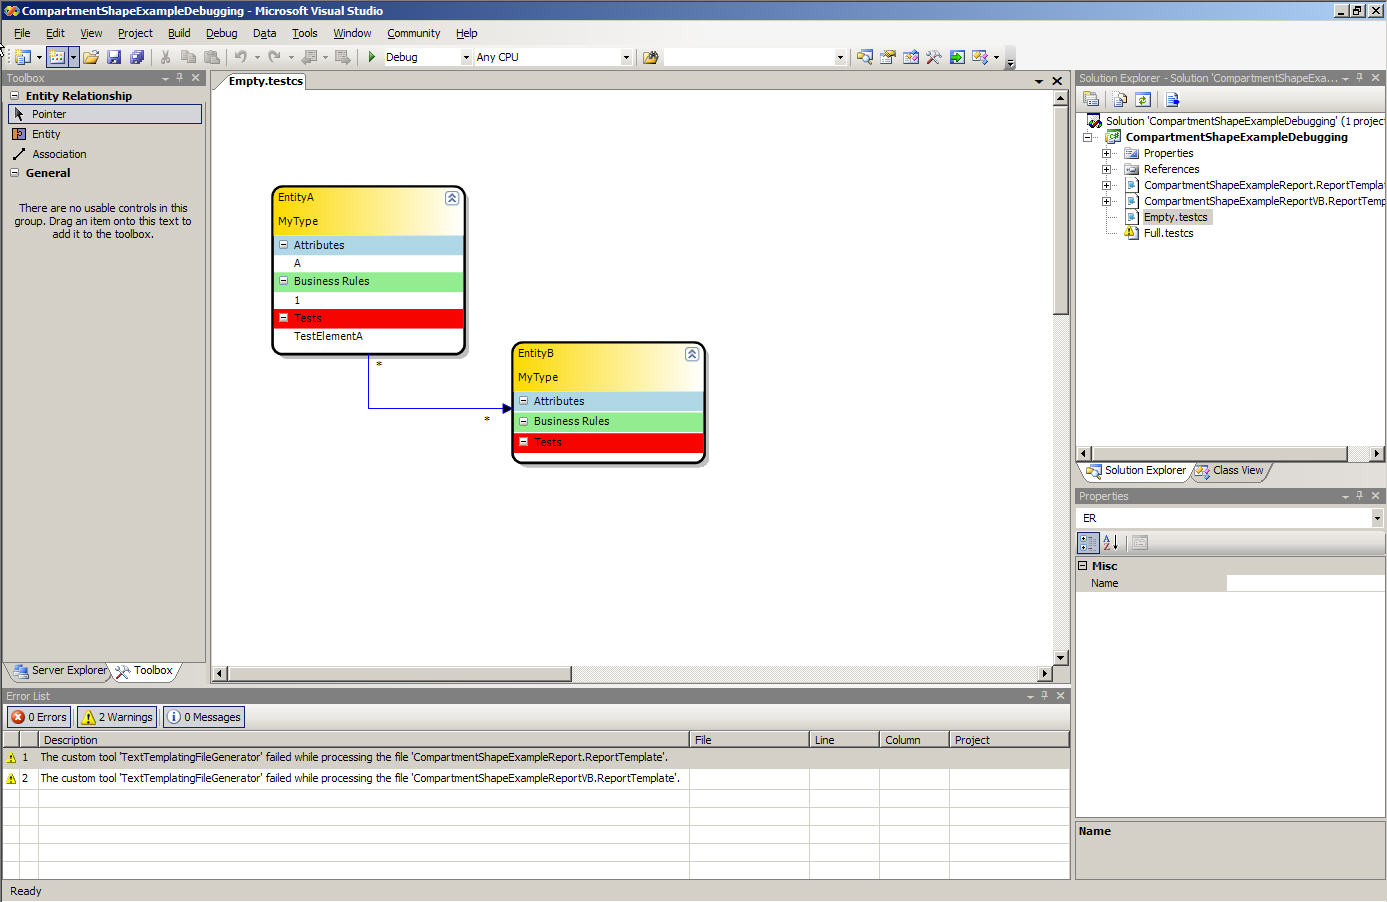 CompartmentShapeExampleDebugging - Microsoft Visual Studio
File Edit View Project Build Debug Data Tools Window Community Help
Debug Any CPU
Toolbox
Entity Relationship
Pointer
Entity
Association
General
There are no usable controls in this
group. Drag an item onto this text to
add it to the toolbox.
Server Explorer Toolbox
Empty.testcs
EntityA
MyType
Attributes
A
Business Rules
1
Tests
TestElementA
*
*
EntityB
MyType
Attributes
Business Rules
Tests
Solution Explorer - Solution 'CompartmentShapeExa...
Solution 'CompartmentShapeExampleDebugging' (1 project
CompartmentShapeExampleDebugging
Properties
References
CompartmentShapeExampleReport.ReportTempla
CompartmentShapeExampleReportVB.ReportTemp
Empty.testcs
Full.testcs
Solution Explorer Class View
Properties
ER
Misc
Name
Name
Error List
0 Errors 2 Warnings 0 Messages
Description File Line Column Project
1 The custom tool 'TextTemplatingFileGenerator' failed while processing the file 'CompartmentShapeExampleReport.ReportTemplate'.
2 The custom tool 'TextTemplatingFileGenerator' failed while processing the file 'CompartmentShapeExampleReportVB.ReportTemplate'.
Ready